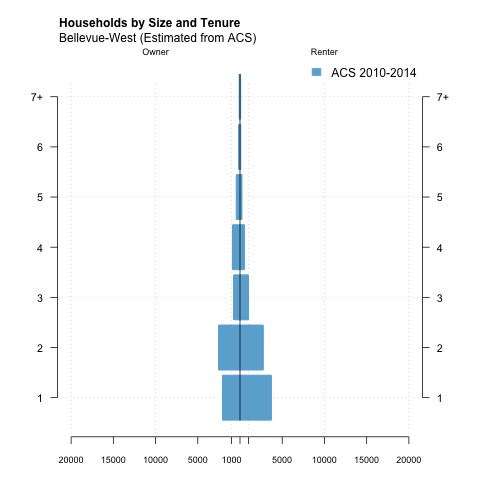 Households by Size and Tenure
Bellevue-West (Estimated from ACS)
Owner Renter
ACS 2010-2014
7+ 7+
6 6
5 5
4 4
3 3
2 2
1 1
20000 15000 10000 5000 1000 5000 10000 15000 20000